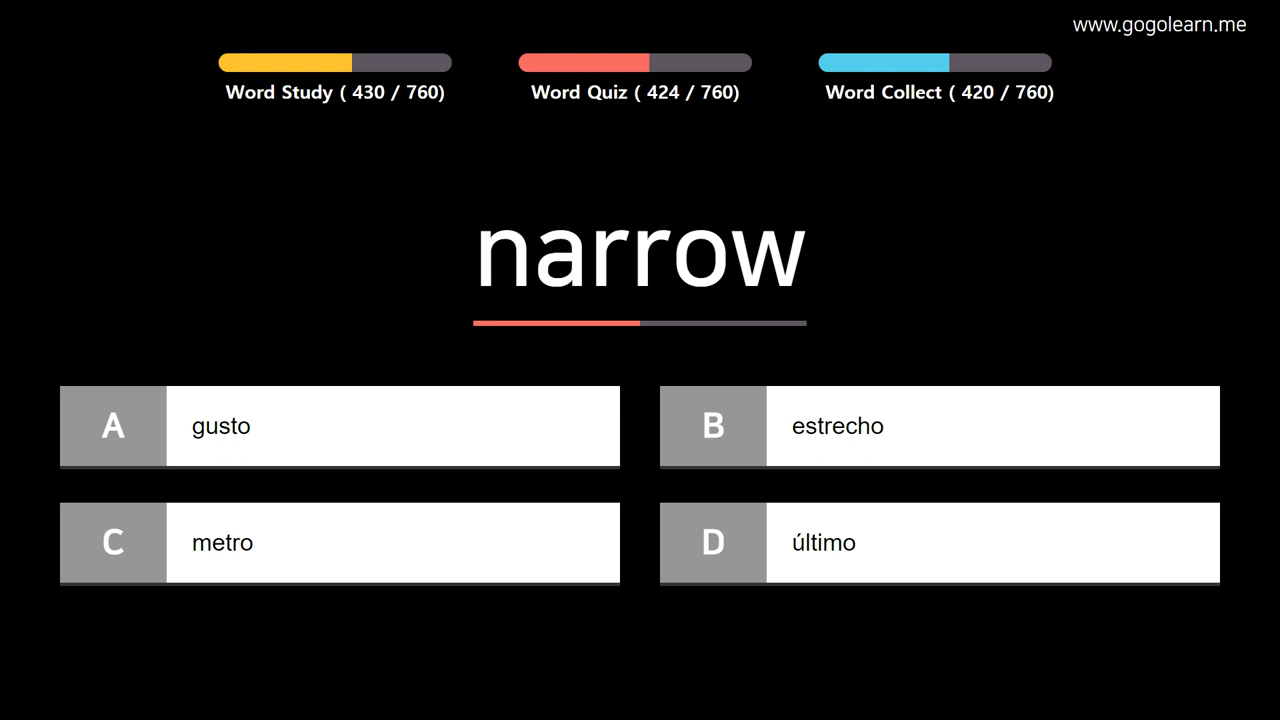 www.gogolearn.me
Word Study ( 430 / 760)
Word Quiz ( 424 / 760)
Word Collect ( 420 / 760)
narrow
A
gusto
B
estrecho
C
metro
D
último